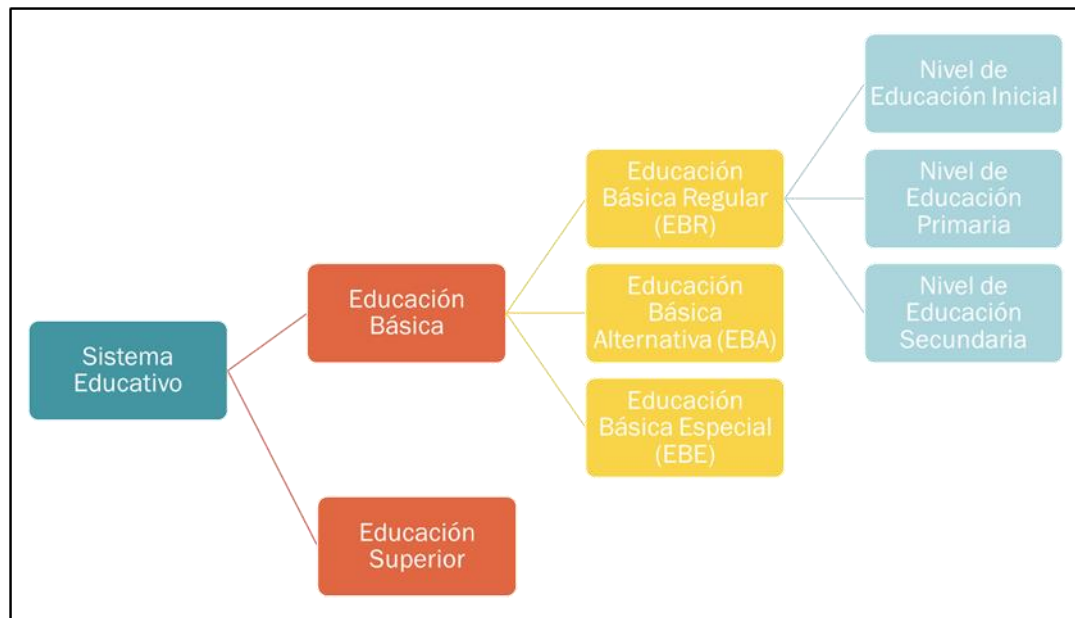 Sistema
Educativo
Educación
Básica
Educación
Superior
Educación
Básica Regular
(EBR)
Educación
Básica
Alternativa (EBA)
Educación
Básica Especial
(EBE)
Nivel de
Educación Inicial
Nivel de
Educación
Primaria
Nivel de
Educación
Secundaria